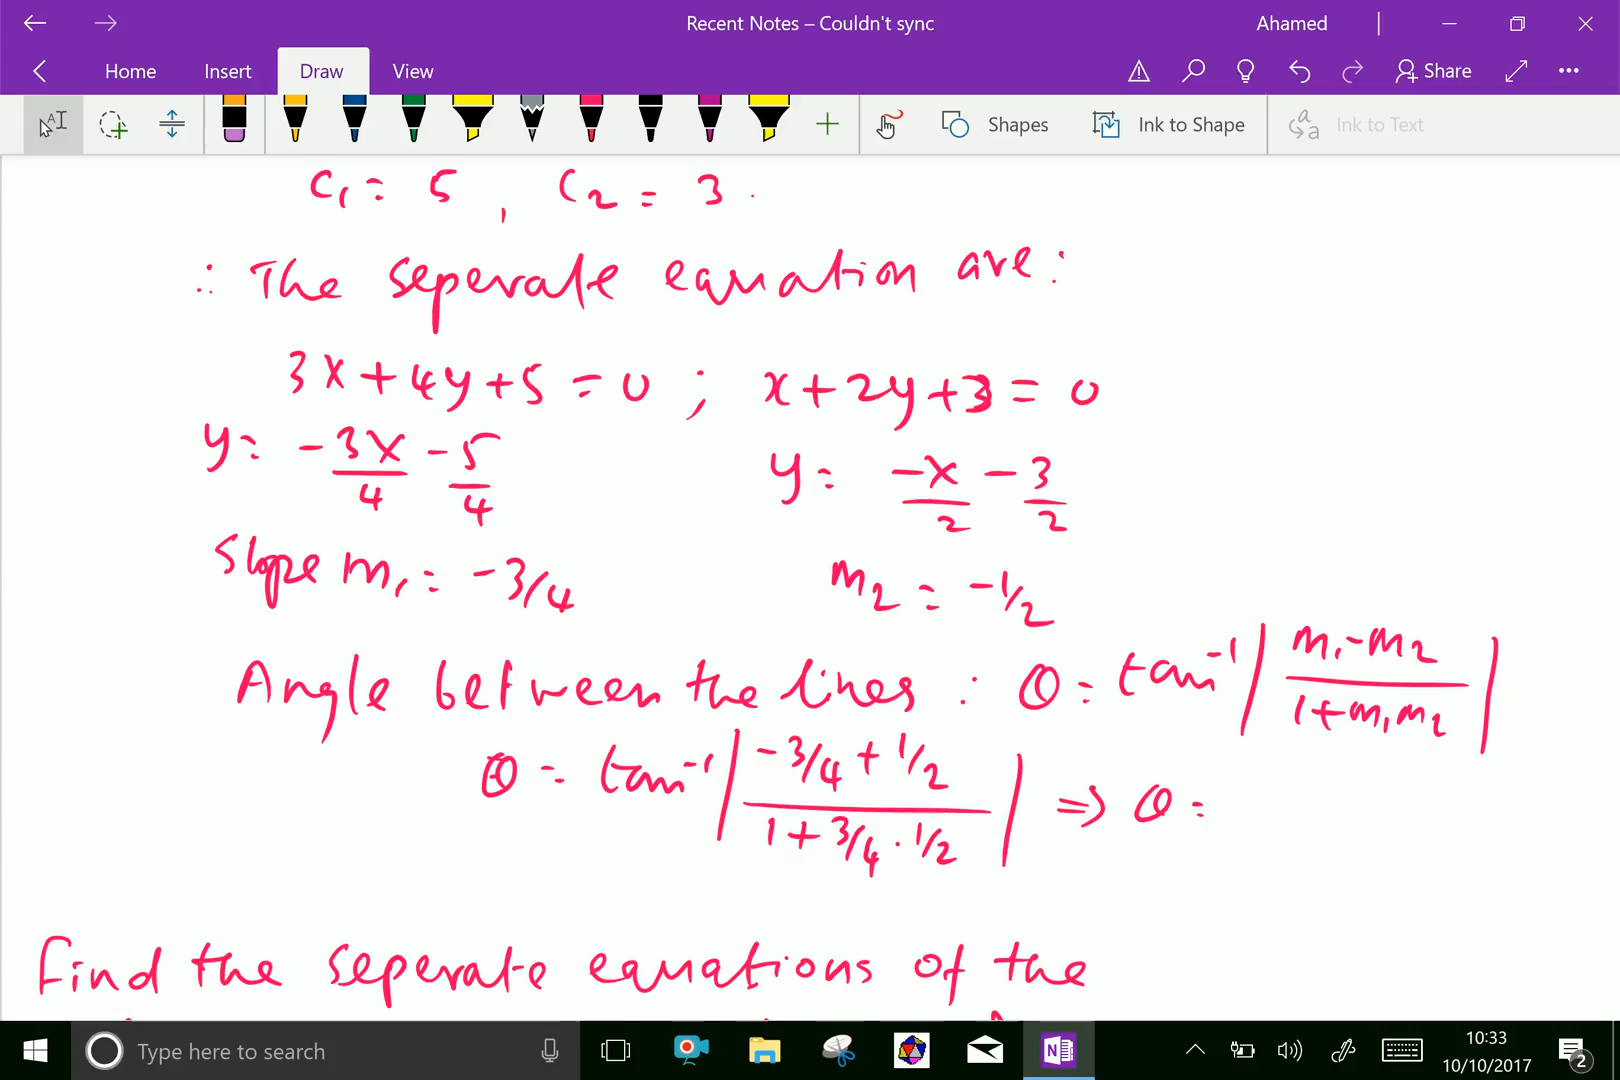 Recent Notes – Couldn't sync
Ahamed
Home Insert Draw View
Share
Shapes Ink to Shape Ink to Text
C₁ = 5 , C₂ = 3 .
∴ The seperate equation are :
3x + 4y + 5 = 0 ; x + 2y + 3 = 0
y = -3x/4 - 5/4 y = -x/2 - 3/2
Slope m₁ = -3/4 m₂ = -1/2
Angle between the lines : θ = tan⁻¹ | (m₁ - m₂)/(1 + m₁m₂) |
θ = tan⁻¹ | (-3/4 + 1/2)/(1 + 3/4 · 1/2) | ⇒ θ =
Find the seperate equations of the
Type here to search
10:33
10/10/2017
2